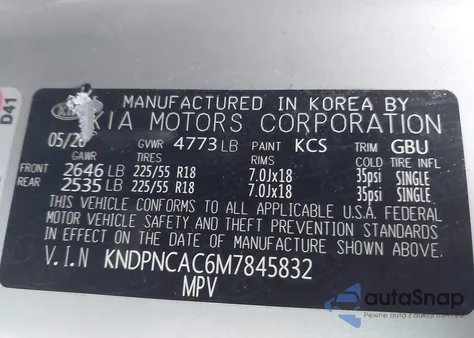 D41
MANUFACTURED IN KOREA BY
KIA MOTORS CORPORATION
05/20 GVWR 4773 LB PAINT KCS TRIM GBU
GAWR TIRES RIMS COLD TIRE INFL
FRONT 2646 LB 225/55 R18 7.0Jx18 35psi SINGLE
REAR 2535 LB 225/55 R18 7.0Jx18 35psi SINGLE
THIS VEHICLE CONFORMS TO ALL APPLICABLE U.S.A. FEDERAL
MOTOR VEHICLE SAFETY AND THEFT PREVENTION STANDARDS
IN EFFECT ON THE DATE OF MANUFACTURE SHOWN ABOVE.
V.I.N KNDPNCAC6M7845832
MPV
autoSnap